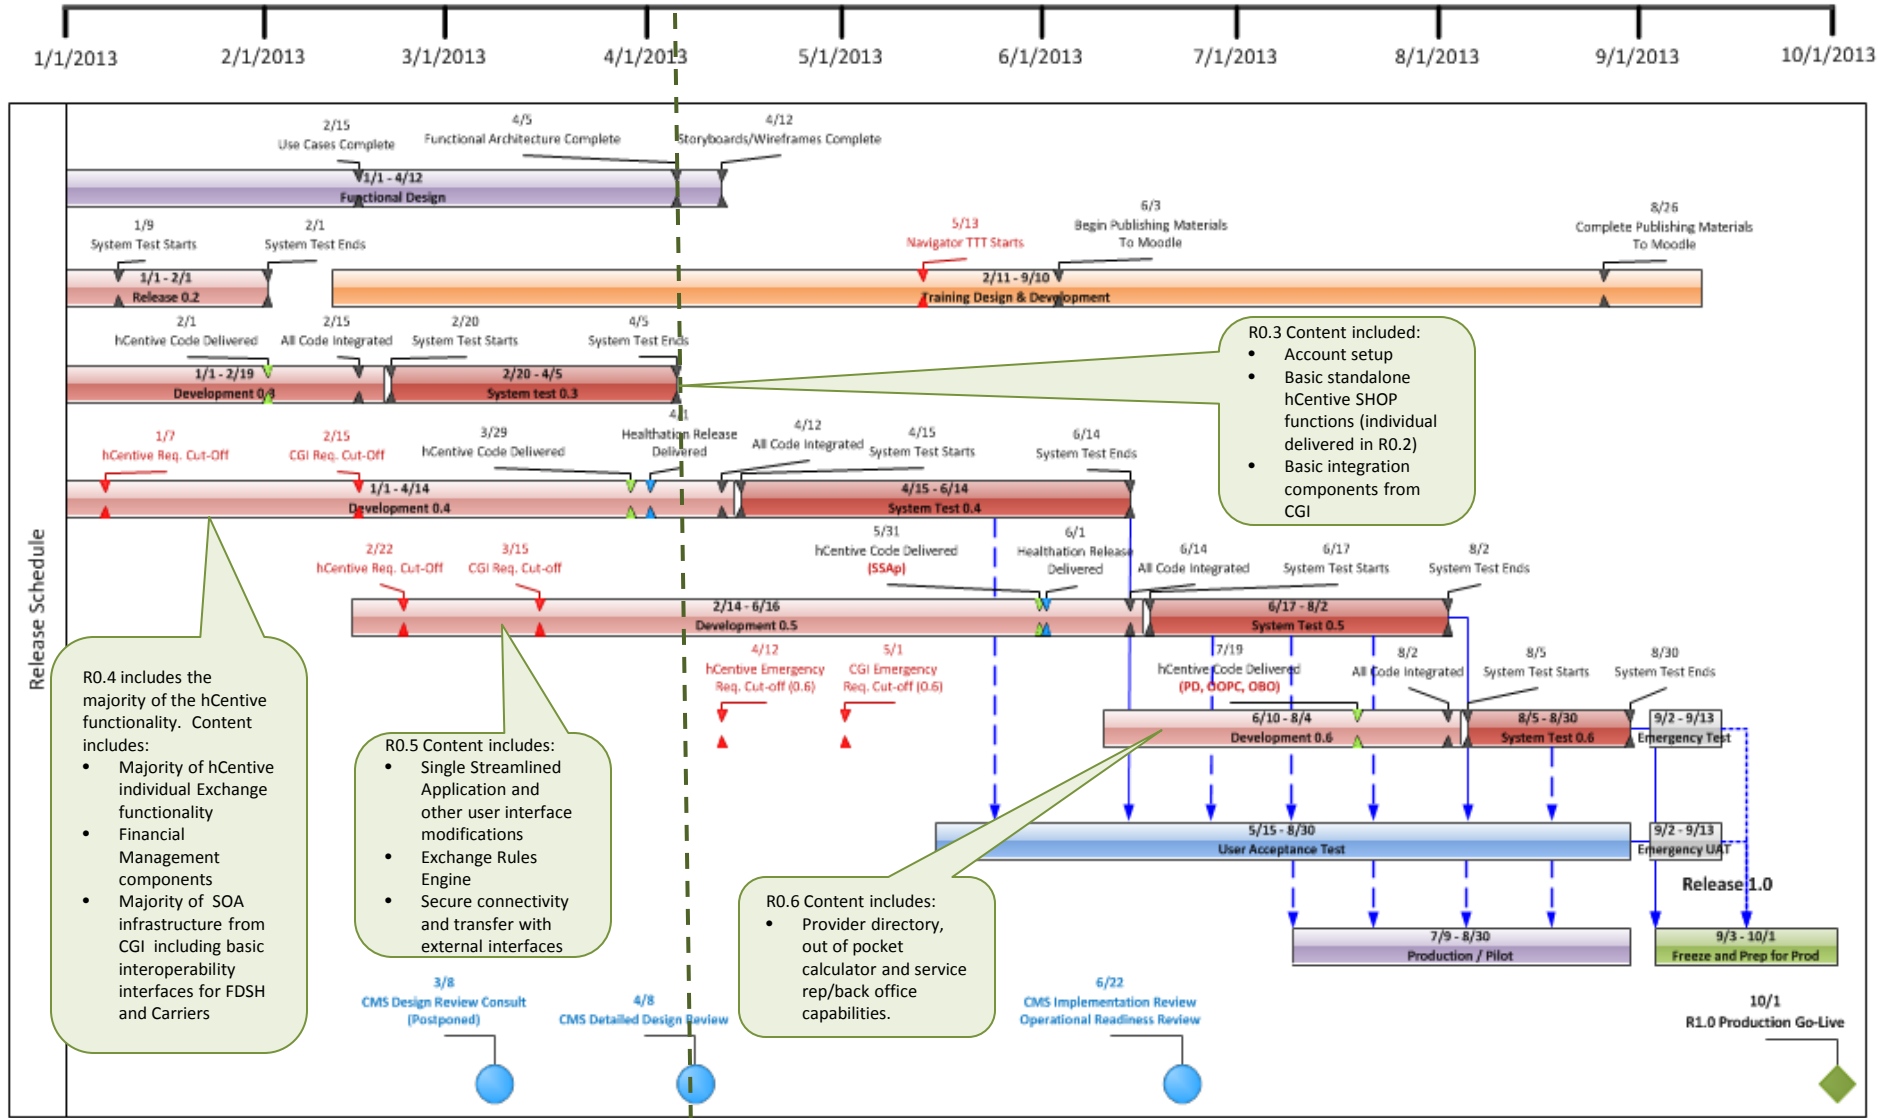 1/1/2013
2/1/2013
3/1/2013
4/1/2013
5/1/2013
6/1/2013
7/1/2013
8/1/2013
9/1/2013
10/1/2013
Release Schedule
2/15
Use Cases Complete
4/5
Functional Architecture Complete
4/12
Storyboards/Wireframes Complete
1/1 - 4/12
Functional Design
1/9
System Test Starts
2/1
System Test Ends
5/13
Navigator TTT Starts
6/3
Begin Publishing Materials
To Moodle
8/26
Complete Publishing Materials
To Moodle
1/1 - 2/1
Release 0.2
2/11 - 9/10
Training Design & Development
2/1
hCentive Code Delivered
2/15
All Code Integrated
2/20
System Test Starts
4/5
System Test Ends
1/1 - 2/19
Development 0.3
2/20 - 4/5
System test 0.3
R0.3 Content included:
• Account setup
• Basic standalone
hCentive SHOP
functions (individual
delivered in R0.2)
• Basic integration
components from
CGI
1/7
hCentive Req. Cut-Off
2/15
CGI Req. Cut-Off
3/29
hCentive Code Delivered
4/1
Healthation Release
Delivered
4/12
All Code Integrated
4/15
System Test Starts
6/14
System Test Ends
1/1 - 4/14
Development 0.4
4/15 - 6/14
System Test 0.4
2/22
hCentive Req. Cut-Off
3/15
CGI Req. Cut-off
5/31
hCentive Code Delivered
(SSAp)
6/1
Healthation Release
Delivered
6/14
All Code Integrated
6/17
System Test Starts
8/2
System Test Ends
2/14 - 6/16
Development 0.5
6/17 - 8/2
System Test 0.5
4/12
hCentive Emergency
Req. Cut-off (0.6)
5/1
CGI Emergency
Req. Cut-off (0.6)
7/19
hCentive Code Delivered
(PD, OOPC, OBO)
8/2
All Code Integrated
8/5
System Test Starts
8/30
System Test Ends
6/10 - 8/4
Development 0.6
8/5 - 8/30
System Test 0.6
9/2 - 9/13
Emergency Test
R0.4 includes the
majority of the hCentive
functionality. Content
includes:
• Majority of hCentive
individual Exchange
functionality
• Financial
Management
components
• Majority of SOA
infrastructure from
CGI including basic
interoperability
interfaces for FDSH
and Carriers
R0.5 Content includes:
• Single Streamlined
Application and
other user interface
modifications
• Exchange Rules
Engine
• Secure connectivity
and transfer with
external interfaces
5/15 - 8/30
User Acceptance Test
9/2 - 9/13
Emergency UAT
R0.6 Content includes:
• Provider directory,
out of pocket
calculator and service
rep/back office
capabilities.
Release 1.0
7/9 - 8/30
Production / Pilot
9/3 - 10/1
Freeze and Prep for Prod
3/8
CMS Design Review Consult
(Postponed)
4/8
CMS Detailed Design Review
6/22
CMS Implementation Review
Operational Readiness Review
10/1
R1.0 Production Go-Live